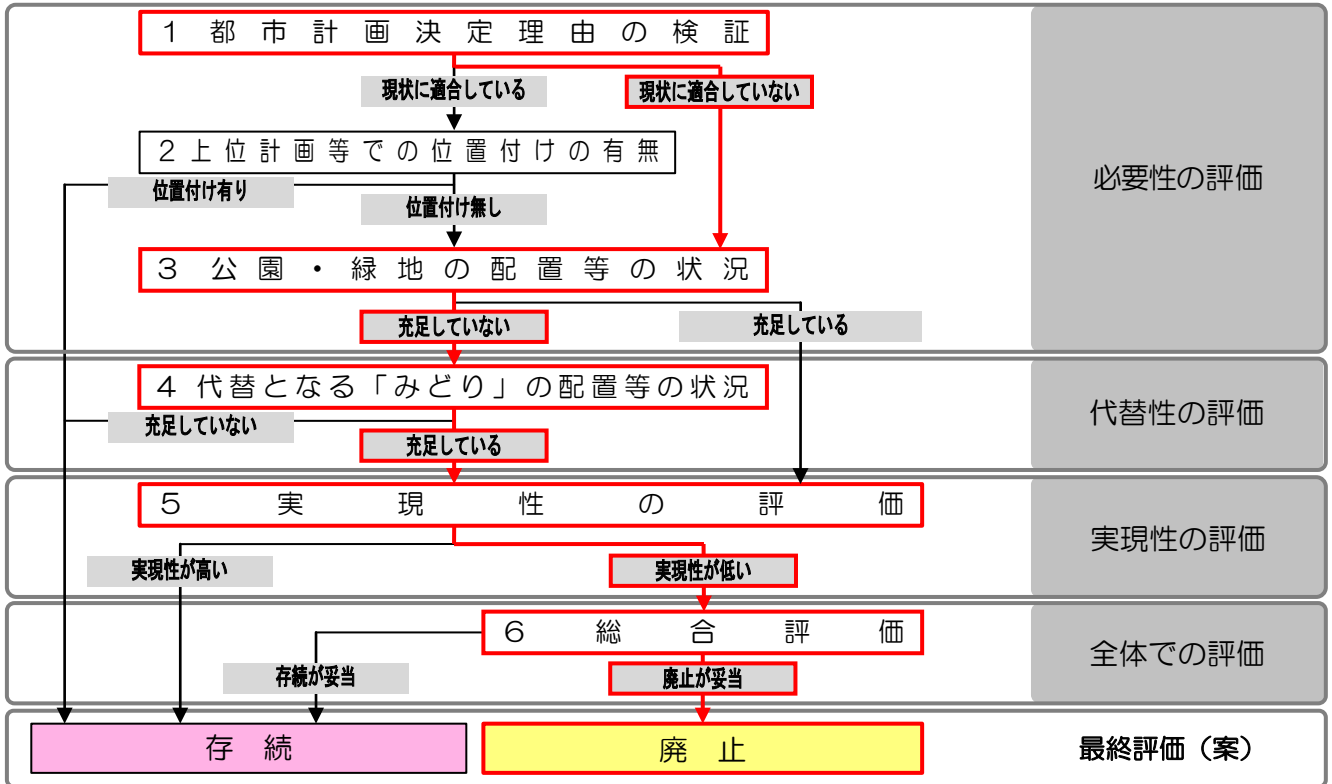 １都市計画決定理由の検証
現状に適合している
現状に適合していない
２上位計画等での位置付けの有無
位置付け有り
位置付け無し
必要性の評価
３公園・緑地の配置等の状況
充足していない
充足している
４代替となる「みどり」の配置等の状況
充足していない
充足している
代替性の評価
５実現性の評価
実現性が高い
実現性が低い
実現性の評価
６総合評価
存続が妥当
廃止が妥当
全体での評価
存続
廃止
最終評価（案）